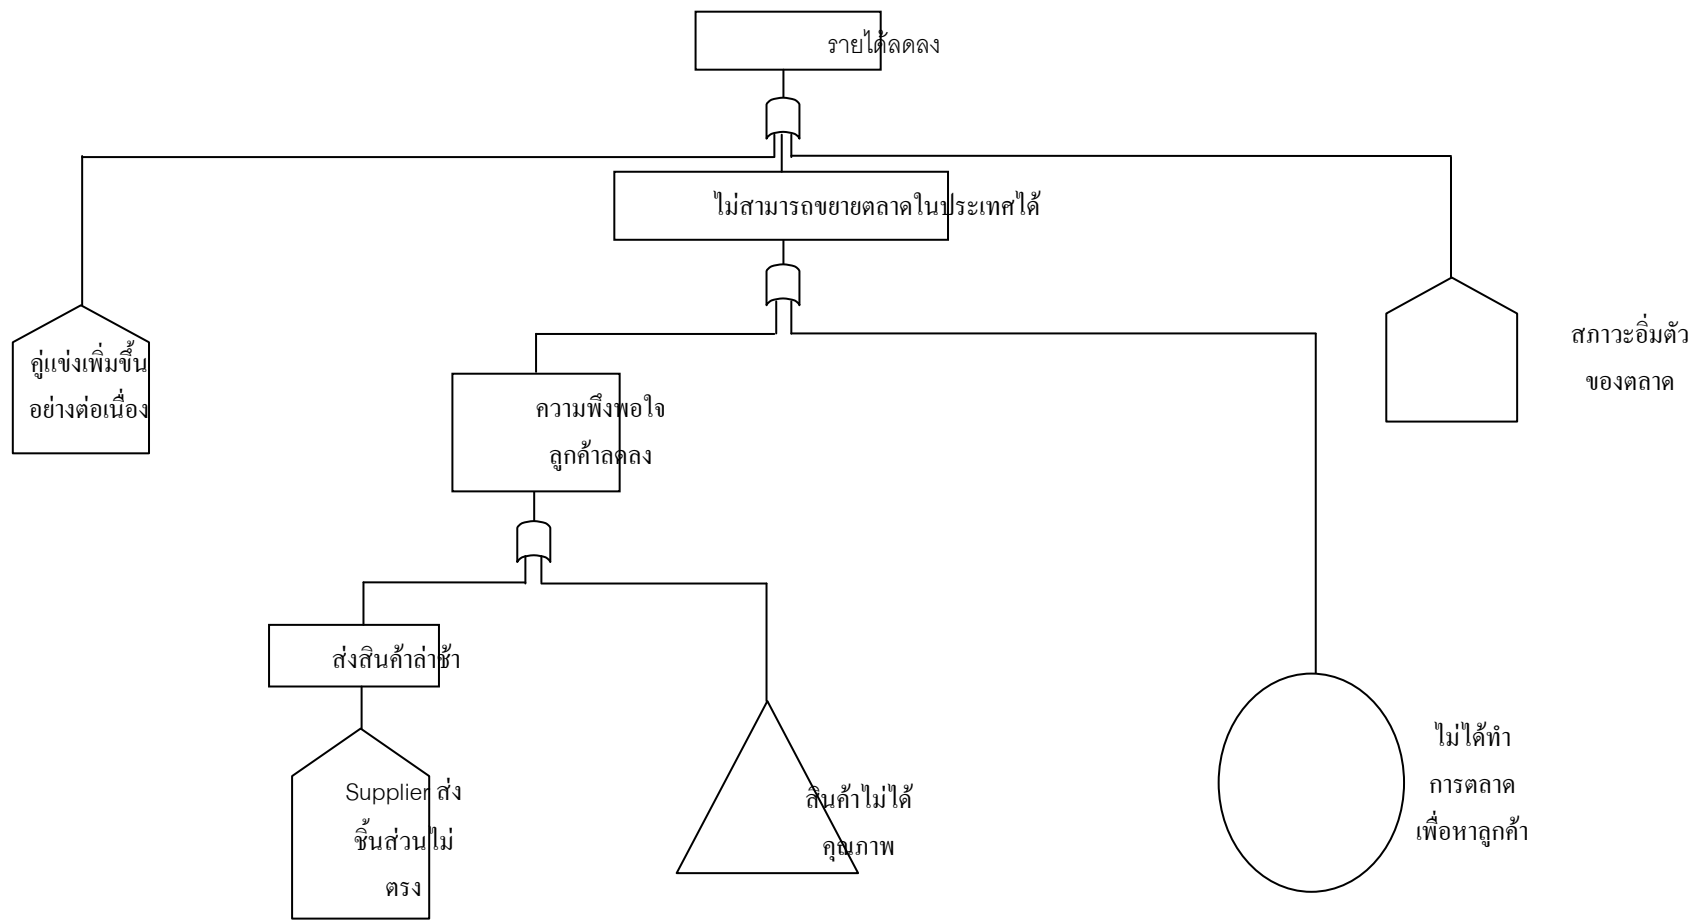 รายได้ลดลง
ไม่สามารถขยายตลาดในประเทศได้
คู่แข่งเพิ่มขึ้น
อย่างต่อเนื่อง
สภาวะอิ่มตัว
ของตลาด
ความพึงพอใจ
ลูกค้าลดลง
ส่งสินค้าล่าช้า
Supplier ส่ง
ชิ้นส่วนไม่
ตรง
สินค้าไม่ได้
คุณภาพ
ไม่ได้ทำ
การตลาด
เพื่อหาลูกค้า